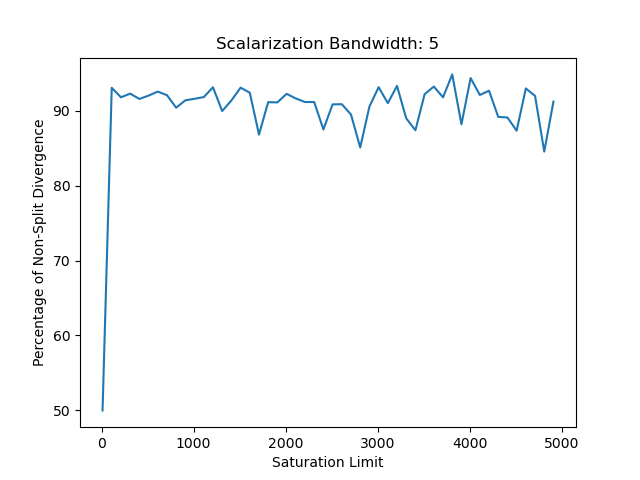 Scalarization Bandwidth: 5
Percentage of Non-Split Divergence
90
80
70
60
50
0 1000 2000 3000 4000 5000
Saturation Limit